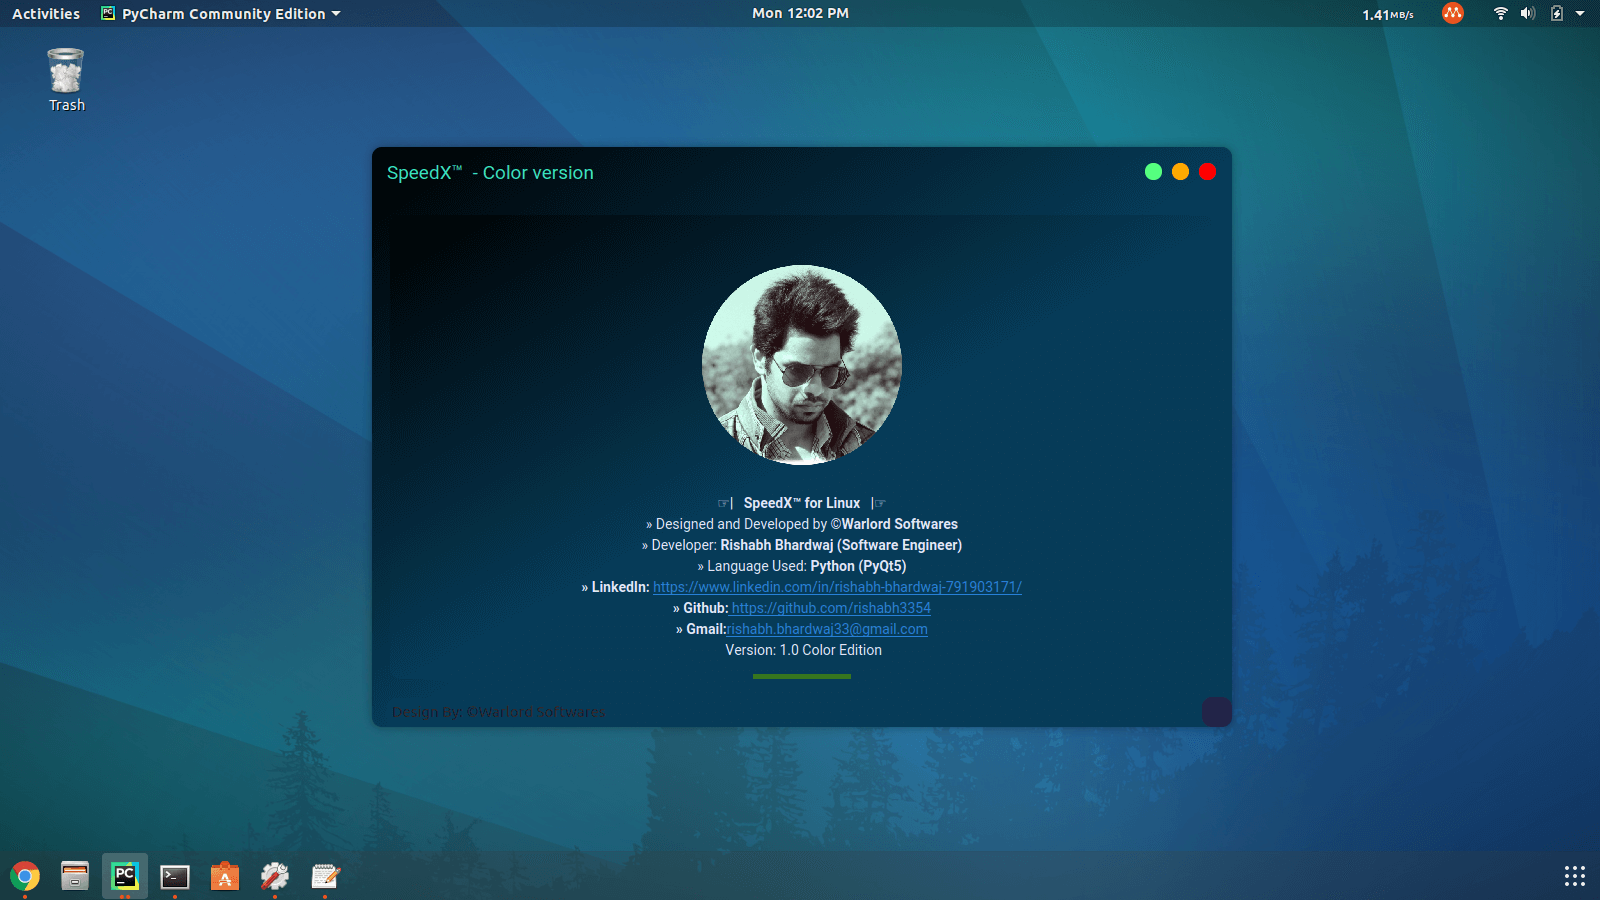 Activities PyCharm Community Edition Mon 12:02 PM 1.41MB/s
Trash
SpeedX™ - Color version
☞| SpeedX™ for Linux |☞
» Designed and Developed by ©Warlord Softwares
» Developer: Rishabh Bhardwaj (Software Engineer)
» Language Used: Python (PyQt5)
» LinkedIn: https://www.linkedin.com/in/rishabh-bhardwaj-791903171/
» Github: https://github.com/rishabh3354
» Gmail:rishabh.bhardwaj33@gmail.com
Version: 1.0 Color Edition
Design by: ©Warlord Softwares
PC